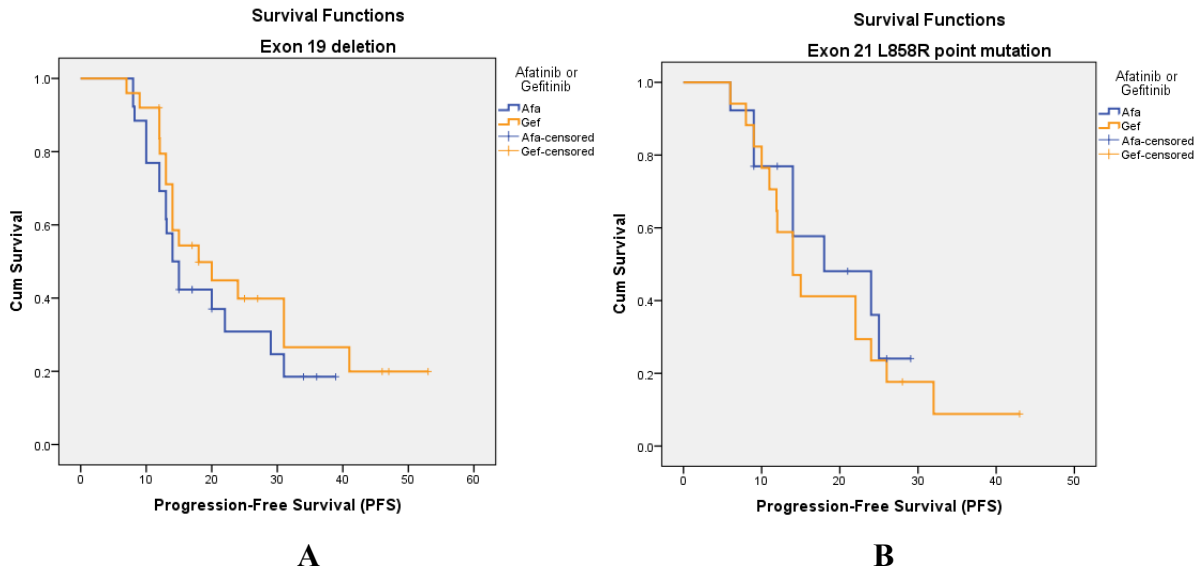 Survival Functions
Exon 19 deletion
Afatinib or
Gefitinib
Afa
Gef
Afa-censored
Gef-censored
Cum Survival
1.0
0.8
0.6
0.4
0.2
0.0
0 10 20 30 40 50 60
Progression-Free Survival (PFS)
A
Survival Functions
Exon 21 L858R point mutation
Afatinib or
Gefitinib
Afa
Gef
Afa-censored
Gef-censored
Cum Survival
1.0
0.8
0.6
0.4
0.2
0.0
0 10 20 30 40 50
Progression-Free Survival (PFS)
B